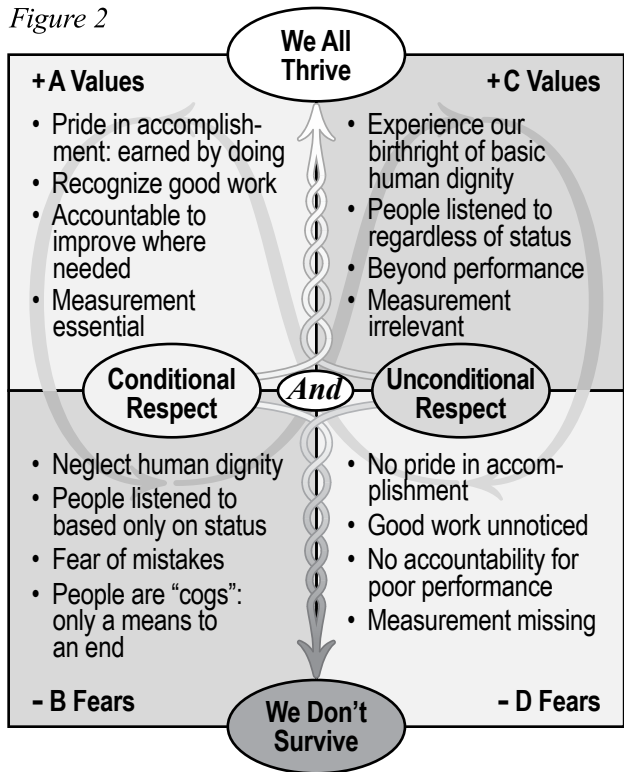 Figure 2
We All
Thrive
+A Values
• Pride in accomplish-
ment: earned by doing
• Recognize good work
• Accountable to
improve where
needed
• Measurement
essential
+C Values
• Experience our
birthright of basic
human dignity
• People listened to
regardless of status
• Beyond performance
• Measurement
irrelevant
Conditional
Respect
And
Unconditional
Respect
• Neglect human dignity
• People listened to
based only on status
• Fear of mistakes
• People are “cogs”:
only a means to
an end
– B Fears
• No pride in accom-
plishment
• Good work unnoticed
• No accountability for
poor performance
• Measurement missing
– D Fears
We Don't
Survive